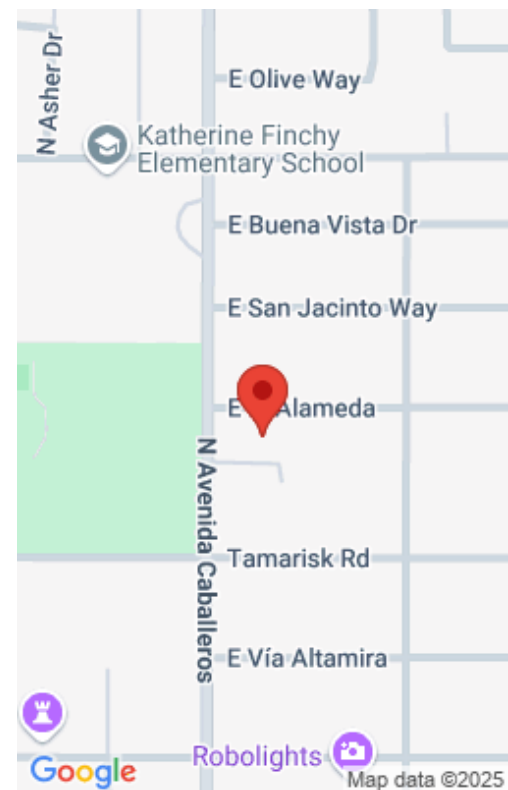 N Asher Dr
E Olive Way
Katherine Finchy
Elementary School
E Buena Vista Dr
E San Jacinto Way
E Alameda
N Avenida Caballeros
Tamarisk Rd
E Vía Altamira
Robolights
Google
Map data ©2025